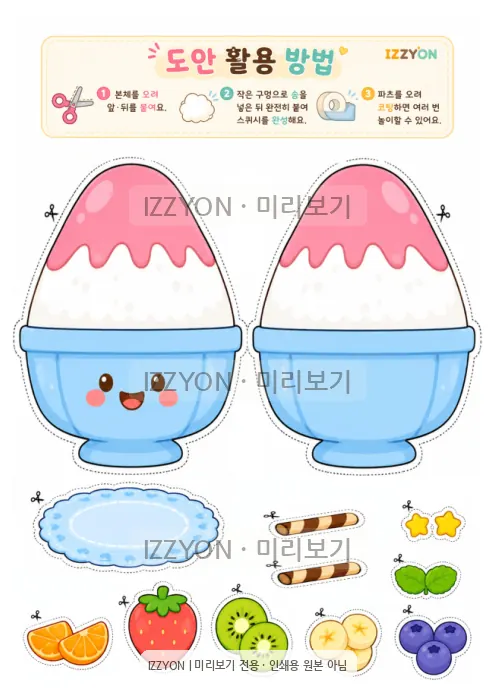 도안 활용 방법
IZZYON
1 본체를 오려
앞·뒤를 붙여요.
2 작은 구멍으로 솜을
넣은 뒤 완전히 붙여
스퀴시를 완성해요.
3 파츠를 오려
코팅하면 여러 번
놀이할 수 있어요.
IZZYON · 미리보기
IZZYON · 미리보기
IZZYON · 미리보기
IZZYON | 미리보기 전용 · 인쇄용 원본 아님